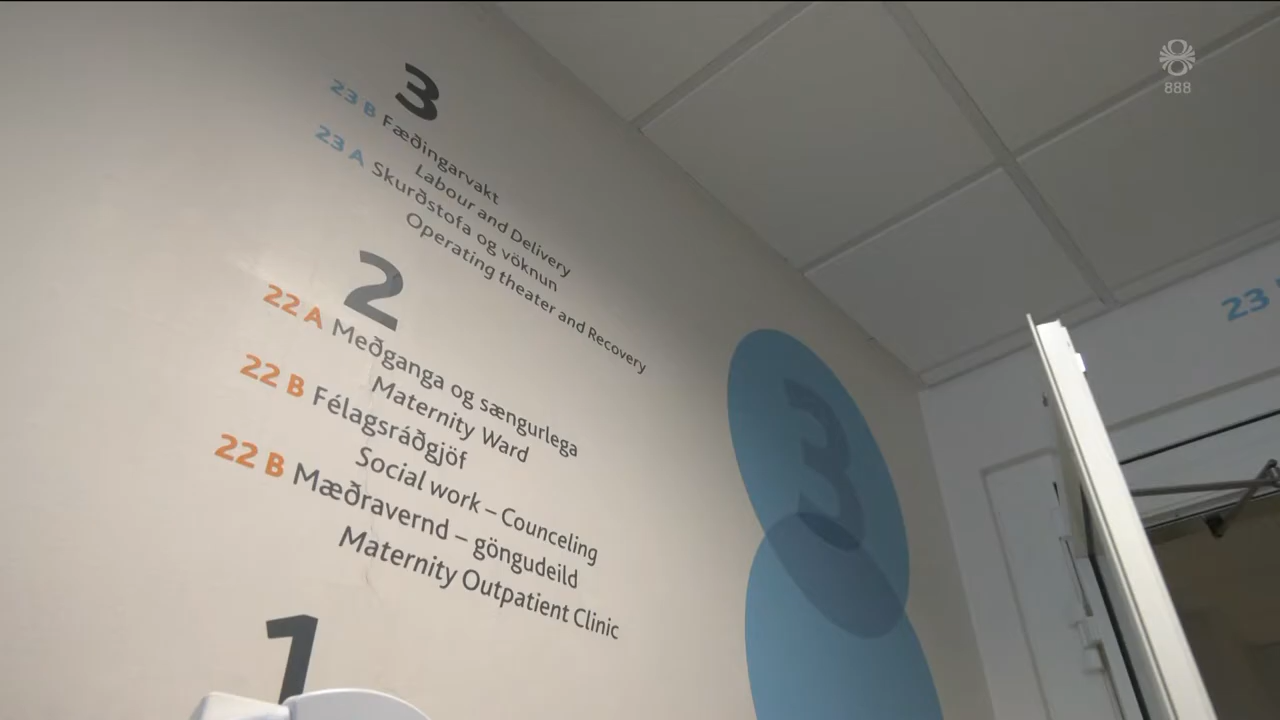 3
23 B Fæðingarvakt
Labour and Delivery
23 A Skurðstofa og vöknun
Operating theater and Recovery
2
22 A Meðganga og sængurlega
Maternity Ward
22 B Félagsráðgjöf
Social work – Counceling
22 B Mæðravernd – göngudeild
Maternity Outpatient Clinic
1
3
23
888